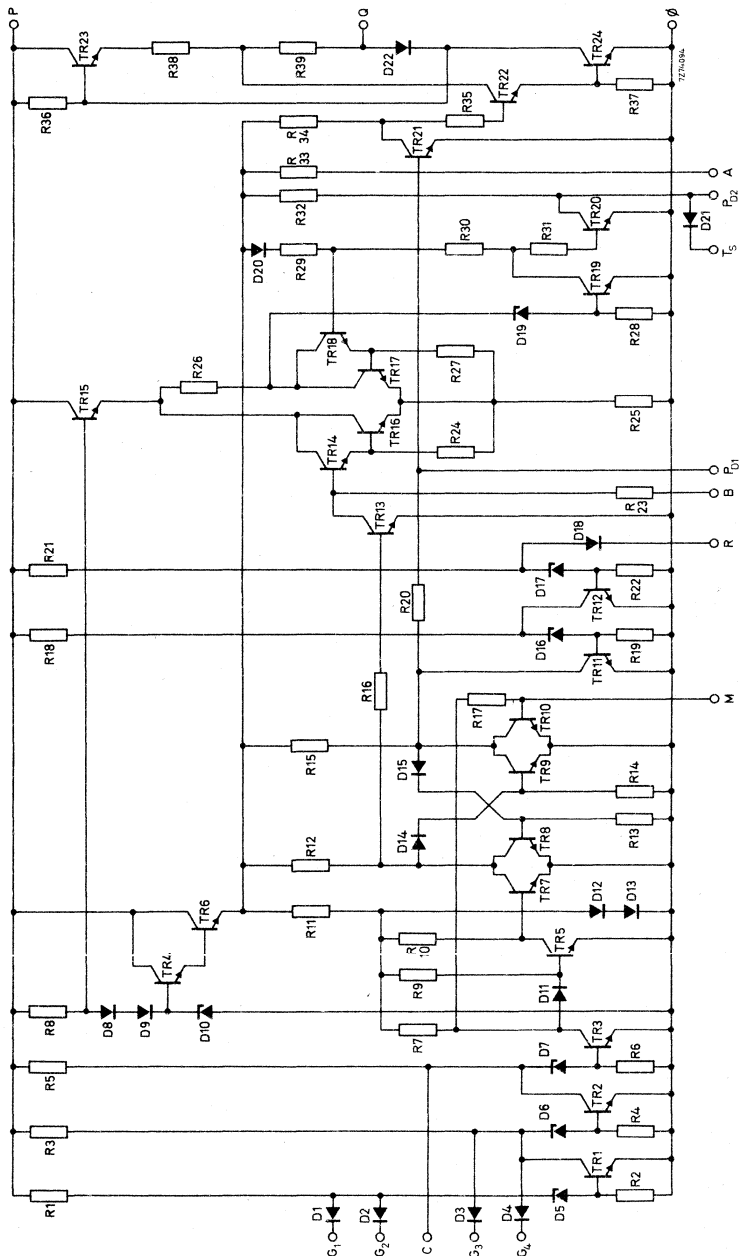 P
R36
TR23
R38
R39
Q
D22
TR24
Ø
7Z74094
R37
TR22
R35
R 34
TR21
R 33
A
R32
PD2
D21
TS
TR20
R31
R30
D20
R29
TR19
D19
R28
TR18
TR17
R27
R26
TR15
TR14
TR16
R24
R25
PD1
B
R 23
TR13
R21
D18
R
D17
R22
TR12
R20
R18
D16
R19
TR11
R16
R17
M
TR10
R15
D15
TR9
R14
R12
D14
TR8
R13
TR7
R11
D12
D13
TR6
TR4
R 10
R9
TR5
D11
R8
D8
D9
D10
R7
TR3
R5
D7
R6
R3
TR2
D6
R4
R1
TR1
D5
R2
D1
G1
D2
G2
C
D3
G3
D4
G4